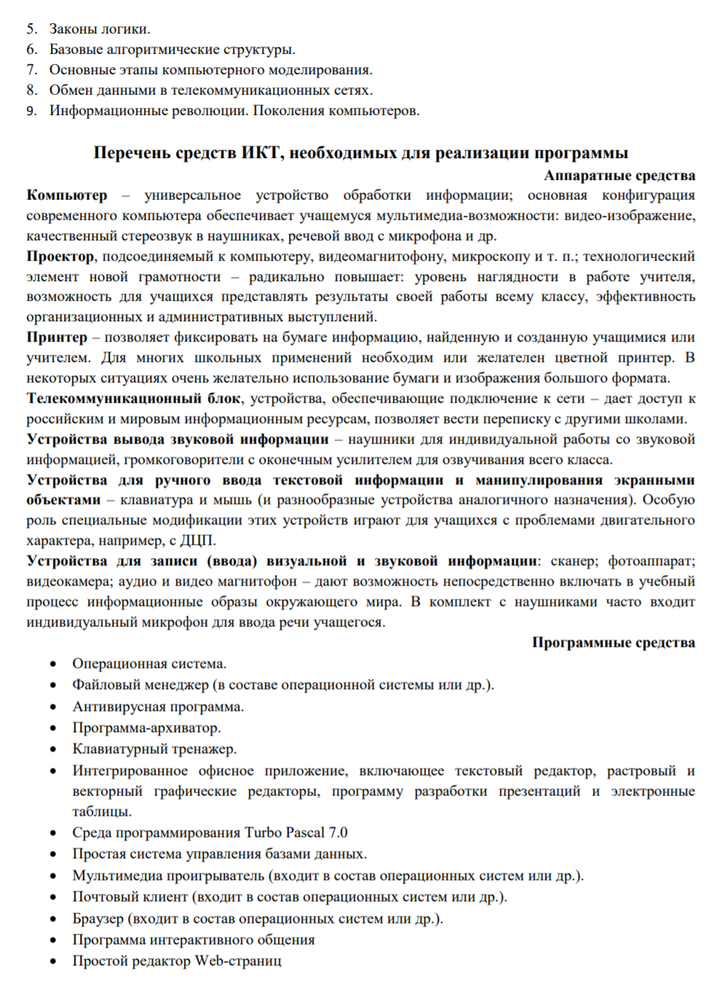 5. Законы логики.
6. Базовые алгоритмические структуры.
7. Основные этапы компьютерного моделирования.
8. Обмен данными в телекоммуникационных сетях.
9. Информационные революции. Поколения компьютеров.
Перечень средств ИКТ, необходимых для реализации программы
Аппаратные средства
Компьютер – универсальное устройство обработки информации; основная конфигурация
современного компьютера обеспечивает учащемуся мультимедиа-возможности: видео-изображение,
качественный стереозвук в наушниках, речевой ввод с микрофона и др.
Проектор, подсоединяемый к компьютеру, видеомагнитофону, микроскопу и т. п.; технологический
элемент новой грамотности – радикально повышает: уровень наглядности в работе учителя,
возможность для учащихся представлять результаты своей работы всему классу, эффективность
организационных и административных выступлений.
Принтер – позволяет фиксировать на бумаге информацию, найденную и созданную учащимися или
учителем. Для многих школьных применений необходим или желателен цветной принтер. В
некоторых ситуациях очень желательно использование бумаги и изображения большого формата.
Телекоммуникационный блок, устройства, обеспечивающие подключение к сети – дает доступ к
российским и мировым информационным ресурсам, позволяет вести переписку с другими школами.
Устройства вывода звуковой информации – наушники для индивидуальной работы со звуковой
информацией, громкоговорители с оконечным усилителем для озвучивания всего класса.
Устройства для ручного ввода текстовой информации и манипулирования экранными
объектами – клавиатура и мышь (и разнообразные устройства аналогичного назначения). Особую
роль специальные модификации этих устройств играют для учащихся с проблемами двигательного
характера, например, с ДЦП.
Устройства для записи (ввода) визуальной и звуковой информации: сканер; фотоаппарат;
видеокамера; аудио и видео магнитофон – дают возможность непосредственно включать в учебный
процесс информационные образы окружающего мира. В комплект с наушниками часто входит
индивидуальный микрофон для ввода речи учащегося.
Программные средства
• Операционная система.
• Файловый менеджер (в составе операционной системы или др.).
• Антивирусная программа.
• Программа-архиватор.
• Клавиатурный тренажер.
• Интегрированное офисное приложение, включающее текстовый редактор, растровый и
векторный графические редакторы, программу разработки презентаций и электронные
таблицы.
• Среда программирования Turbo Pascal 7.0
• Простая система управления базами данных.
• Мультимедиа проигрыватель (входит в состав операционных систем или др.).
• Почтовый клиент (входит в состав операционных систем или др.).
• Браузер (входит в состав операционных систем или др.).
• Программа интерактивного общения
• Простой редактор Web-страниц